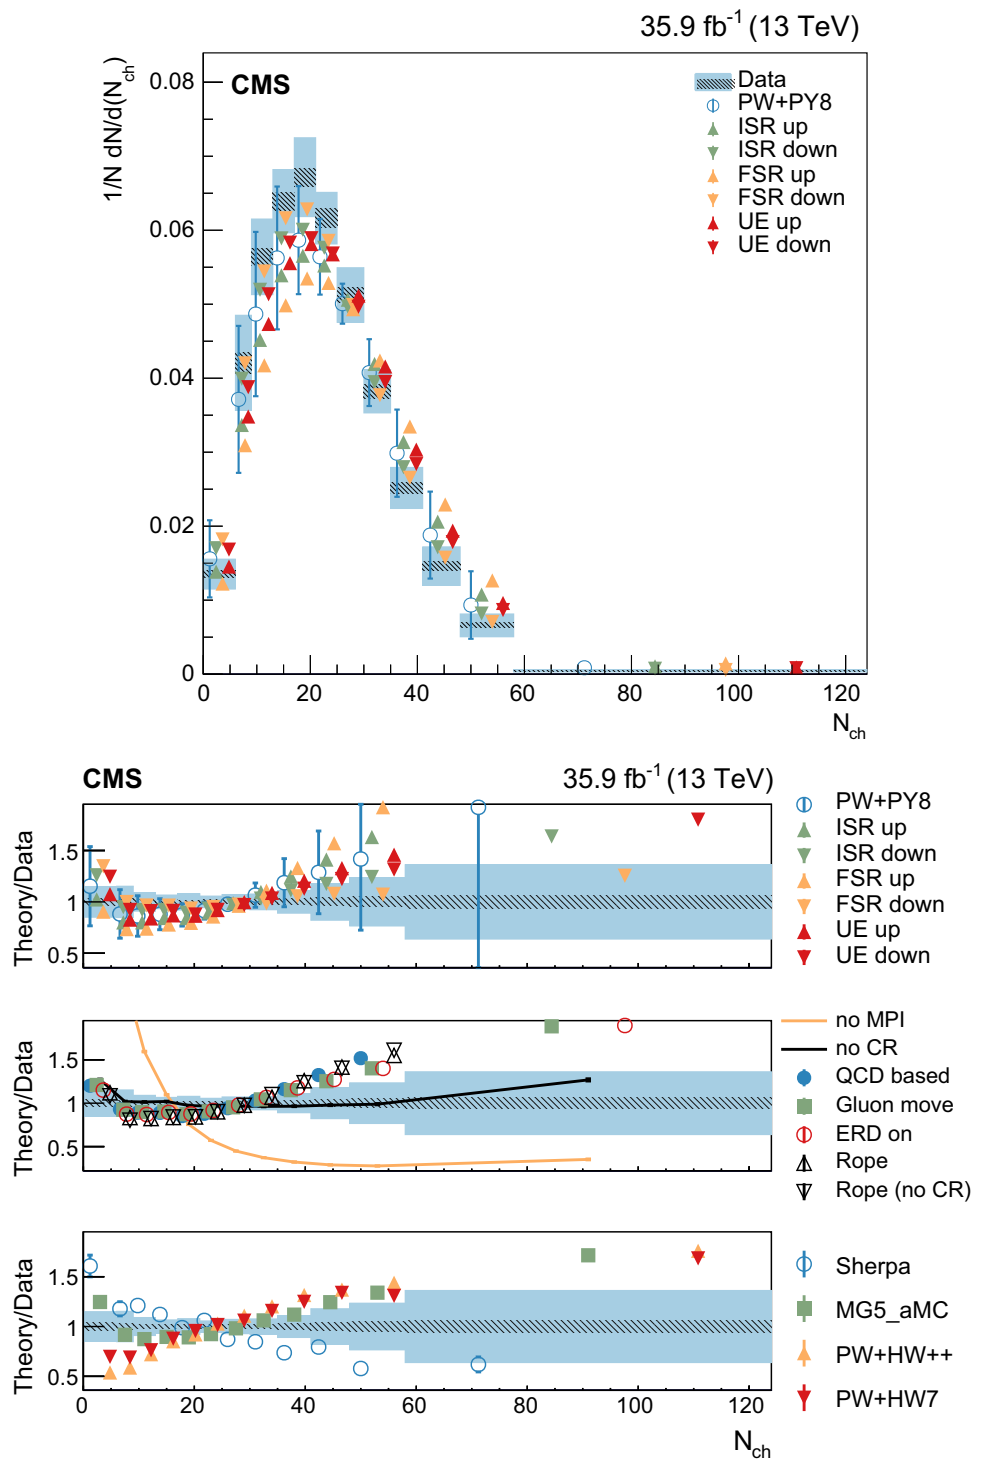 35.9 fb⁻¹ (13 TeV)
1/N dN/d(N_ch)
CMS
0.08
0.06
0.04
0.02
0
Data
PW+PY8
ISR up
ISR down
FSR up
FSR down
UE up
UE down
0 20 40 60 80 100 120
N_ch
CMS 35.9 fb⁻¹ (13 TeV)
Theory/Data
1.5
1
0.5
PW+PY8
ISR up
ISR down
FSR up
FSR down
UE up
UE down
Theory/Data
1.5
1
0.5
no MPI
no CR
QCD based
Gluon move
ERD on
Rope
Rope (no CR)
Theory/Data
1.5
1
0.5
Sherpa
MG5_aMC
PW+HW++
PW+HW7
0 20 40 60 80 100 120
N_ch